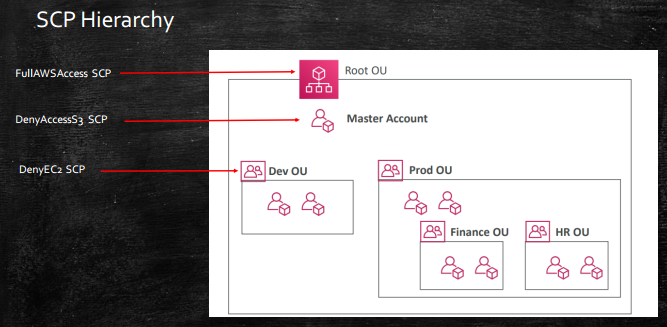 SCP Hierarchy
FullAWSAccess SCP
Root OU
DenyAccessS3 SCP
Master Account
DenyEC2 SCP
Dev OU
Prod OU
Finance OU
HR OU